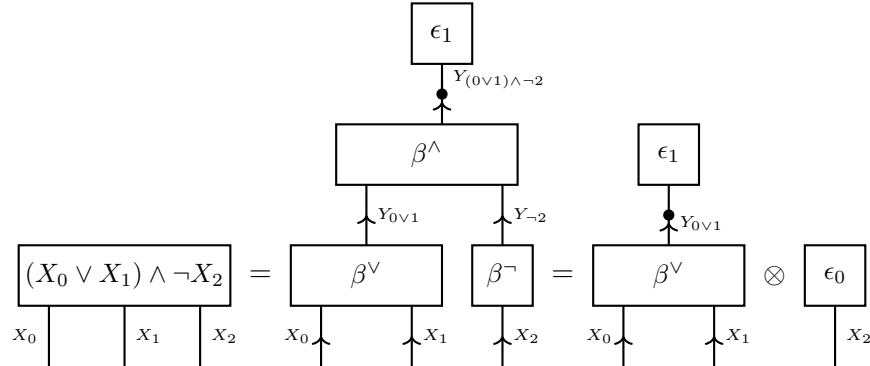 ϵ₁
Y₍₀∨₁₎∧¬₂
β^∧ ϵ₁
Y₀∨₁ Y¬₂ Y₀∨₁
(X₀ ∨ X₁) ∧ ¬X₂ = β^∨ β^¬ = β^∨ ⊗ ϵ₀
X₀ X₁ X₂ X₀ X₁ X₂ X₀ X₁ X₂